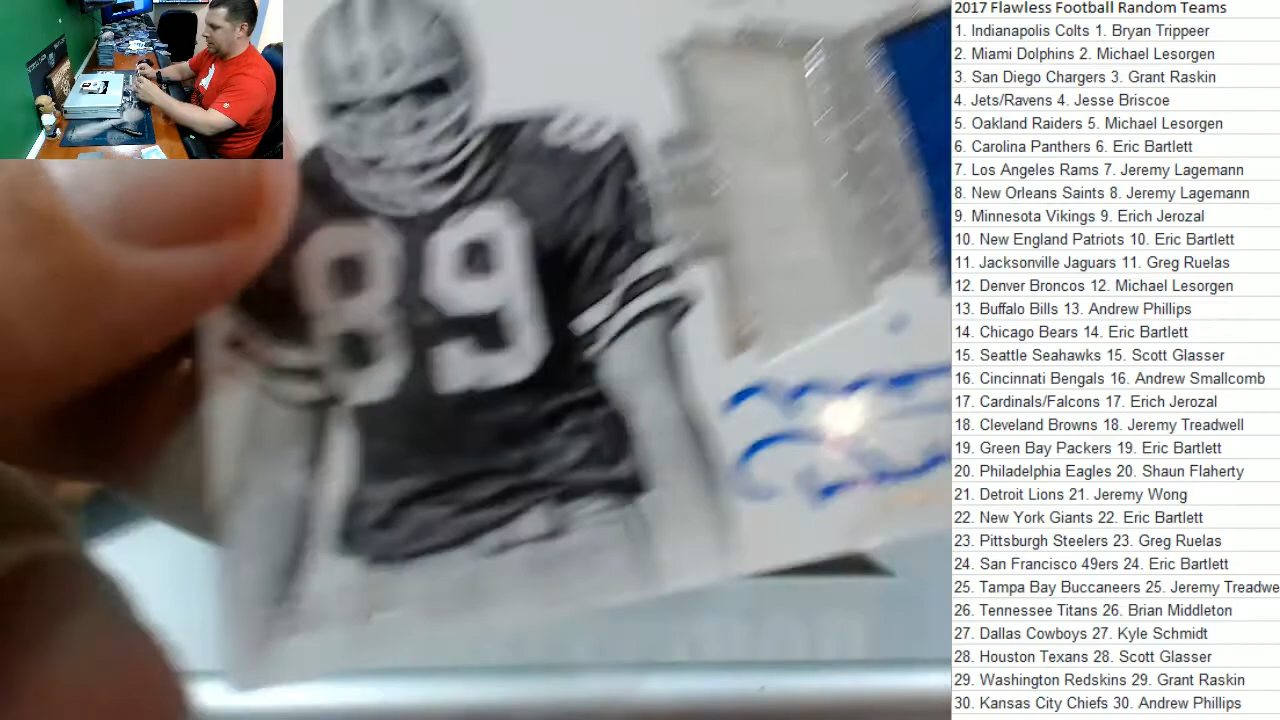 89
2017 Flawless Football Random Teams
1. Indianapolis Colts 1. Bryan Trippeer
2. Miami Dolphins 2. Michael Lesorgen
3. San Diego Chargers 3. Grant Raskin
4. Jets/Ravens 4. Jesse Briscoe
5. Oakland Raiders 5. Michael Lesorgen
6. Carolina Panthers 6. Eric Bartlett
7. Los Angeles Rams 7. Jeremy Lagemann
8. New Orleans Saints 8. Jeremy Lagemann
9. Minnesota Vikings 9. Erich Jerozal
10. New England Patriots 10. Eric Bartlett
11. Jacksonville Jaguars 11. Greg Ruelas
12. Denver Broncos 12. Michael Lesorgen
13. Buffalo Bills 13. Andrew Phillips
14. Chicago Bears 14. Eric Bartlett
15. Seattle Seahawks 15. Scott Glasser
16. Cincinnati Bengals 16. Andrew Smallcomb
17. Cardinals/Falcons 17. Erich Jerozal
18. Cleveland Browns 18. Jeremy Treadwell
19. Green Bay Packers 19. Eric Bartlett
20. Philadelphia Eagles 20. Shaun Flaherty
21. Detroit Lions 21. Jeremy Wong
22. New York Giants 22. Eric Bartlett
23. Pittsburgh Steelers 23. Greg Ruelas
24. San Francisco 49ers 24. Eric Bartlett
25. Tampa Bay Buccaneers 25. Jeremy Treadwe
26. Tennessee Titans 26. Brian Middleton
27. Dallas Cowboys 27. Kyle Schmidt
28. Houston Texans 28. Scott Glasser
29. Washington Redskins 29. Grant Raskin
30. Kansas City Chiefs 30. Andrew Phillips